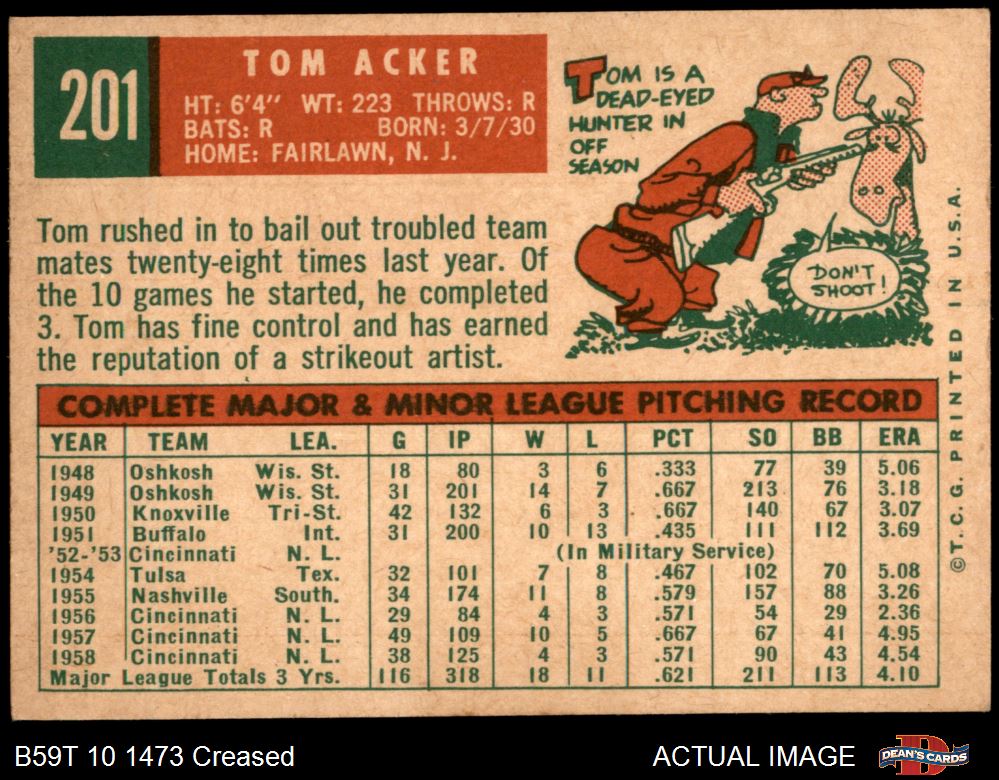 201
TOM ACKER
HT: 6'4" WT: 223 THROWS: R
BATS: R BORN: 3/7/30
HOME: FAIRLAWN, N. J.
TOM IS A
DEAD-EYED
HUNTER IN
OFF
SEASON
DON'T
SHOOT!
Tom rushed in to bail out troubled team
mates twenty-eight times last year. Of
the 10 games he started, he completed
3. Tom has fine control and has earned
the reputation of a strikeout artist.
COMPLETE MAJOR & MINOR LEAGUE PITCHING RECORD
YEAR TEAM LEA. G IP W L PCT SO BB ERA
1948 Oshkosh Wis. St. 18 80 3 6 .333 77 39 5.06
1949 Oshkosh Wis. St. 31 201 14 7 .667 213 76 3.18
1950 Knoxville Tri-St. 42 132 6 3 .667 140 67 3.07
1951 Buffalo Int. 31 200 10 13 .435 111 112 3.69
'52-'53 Cincinnati N. L. (In Military Service)
1954 Tulsa Tex. 32 101 7 8 .467 102 70 5.08
1955 Nashville South. 34 174 11 8 .579 157 88 3.26
1956 Cincinnati N. L. 29 84 4 3 .571 54 29 2.36
1957 Cincinnati N. L. 49 109 10 5 .667 67 41 4.95
1958 Cincinnati N. L. 38 125 4 3 .571 90 43 4.54
Major League Totals 3 Yrs. 116 318 18 11 .621 211 113 4.10
©T. C. G. PRINTED IN U.S.A.
B59T 10 1473 Creased
ACTUAL IMAGE
D
DEAN'S CARDS